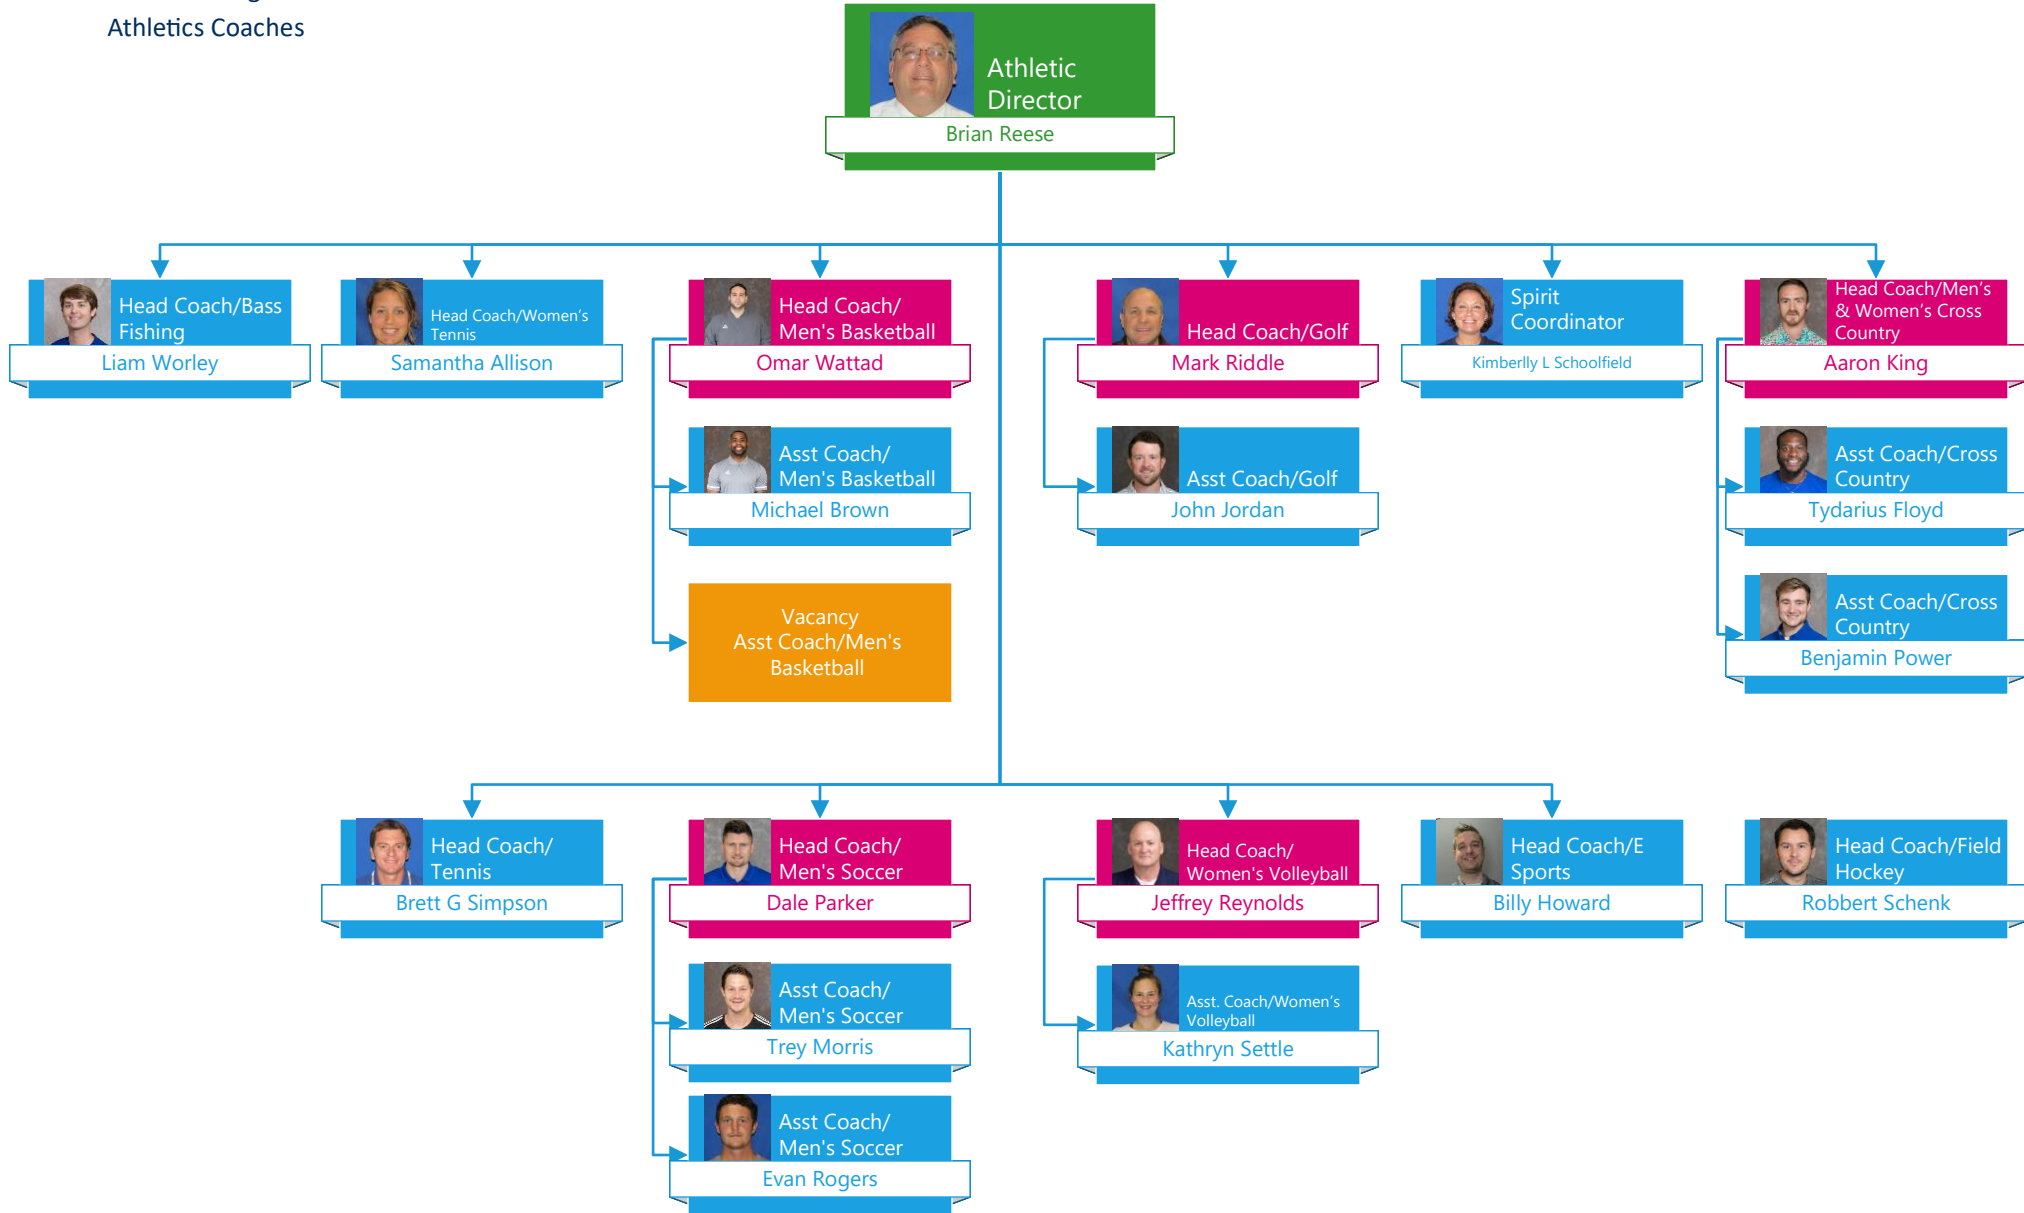 Athletics Coaches
Athletic
Director
Brian Reese
Head Coach/Bass
Fishing
Liam Worley
Head Coach/Women’s
Tennis
Samantha Allison
Head Coach/
Men's Basketball
Omar Wattad
Head Coach/Golf
Mark Riddle
Spirit
Coordinator
Kimberlly L Schoolfield
Head Coach/Men’s
& Women’s Cross
Country
Aaron King
Asst Coach/
Men's Basketball
Michael Brown
Asst Coach/Golf
John Jordan
Asst Coach/Cross
Country
Tydarius Floyd
Vacancy
Asst Coach/Men's
Basketball
Asst Coach/Cross
Country
Benjamin Power
Head Coach/
Tennis
Brett G Simpson
Head Coach/
Men's Soccer
Dale Parker
Head Coach/
Women's Volleyball
Jeffrey Reynolds
Head Coach/E
Sports
Billy Howard
Head Coach/Field
Hockey
Robbert Schenk
Asst Coach/
Men's Soccer
Trey Morris
Asst. Coach/Women’s
Volleyball
Kathryn Settle
Asst Coach/
Men's Soccer
Evan Rogers